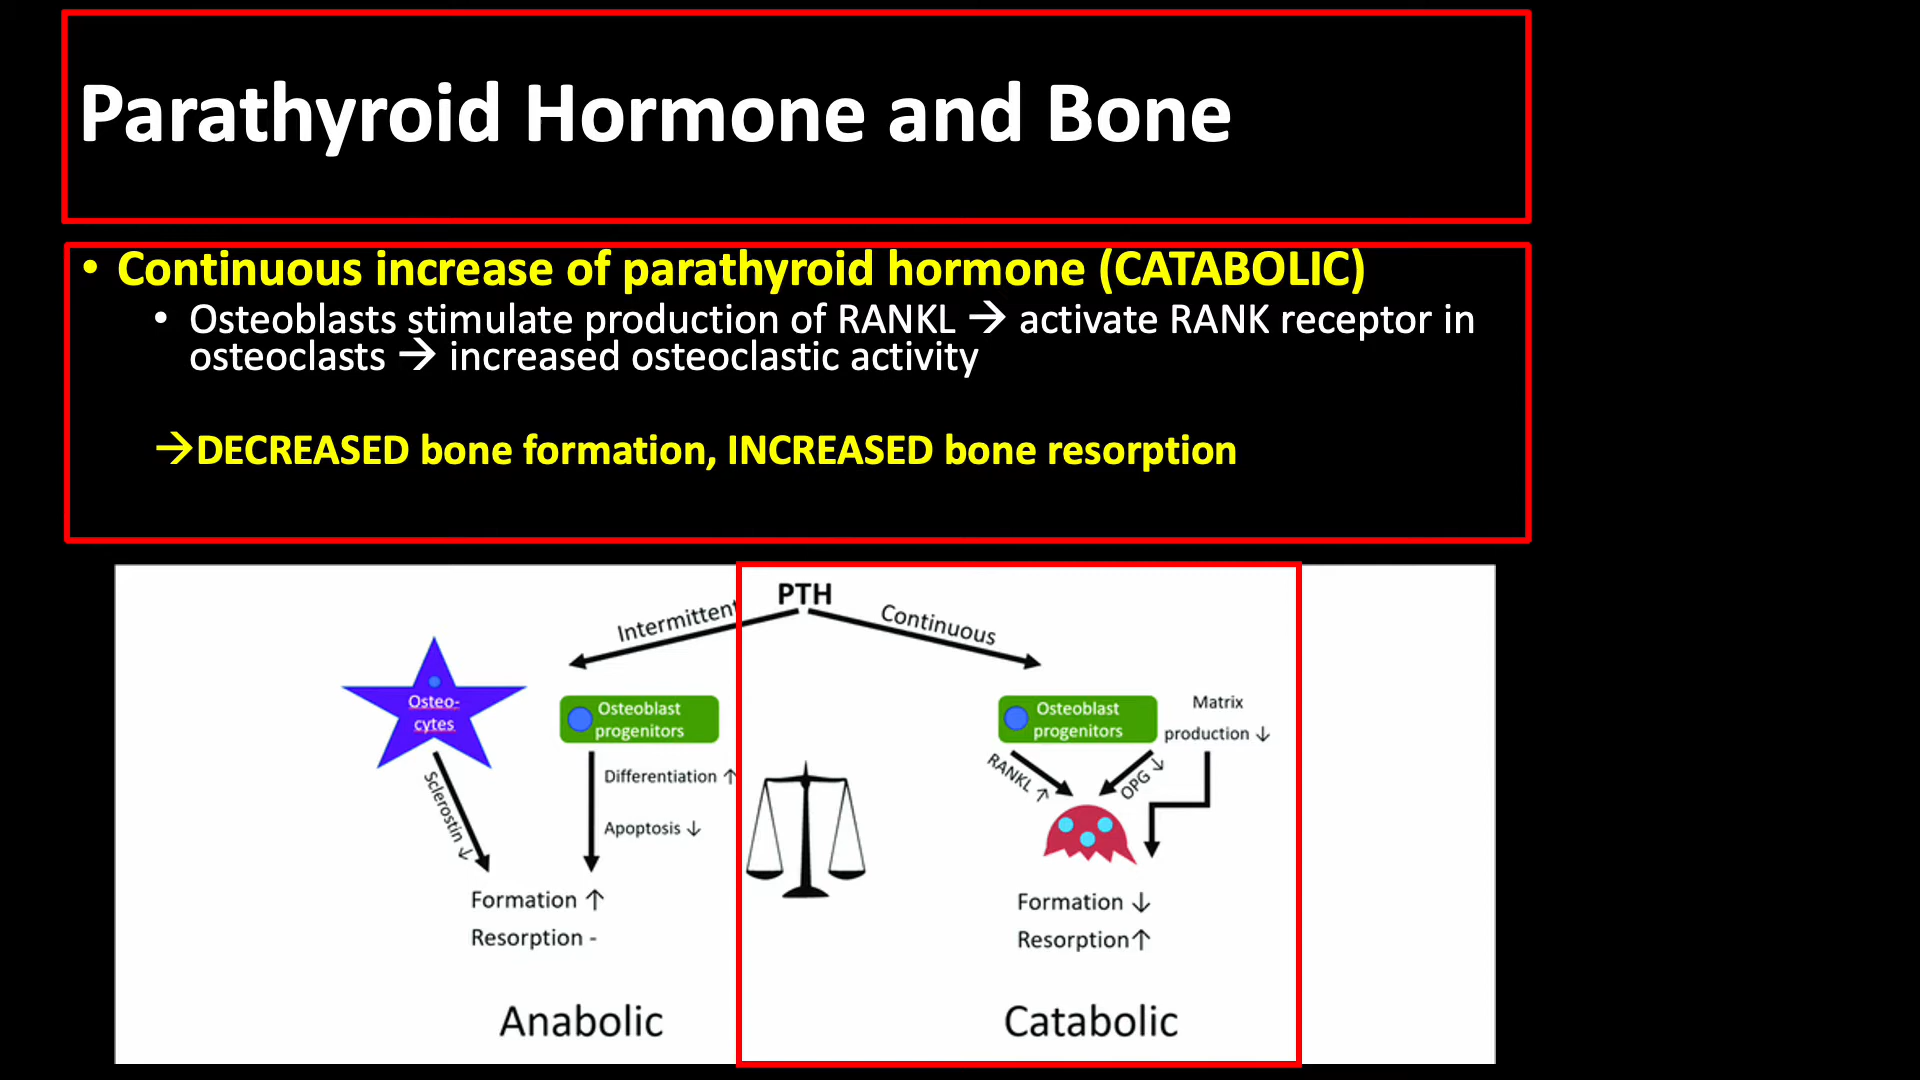 Parathyroid Hormone and Bone
• Continuous increase of parathyroid hormone (CATABOLIC)
• Osteoblasts stimulate production of RANKL → activate RANK receptor in
osteoclasts → increased osteoclastic activity
→DECREASED bone formation, INCREASED bone resorption
PTH
Intermittent
Continuous
Osteo-
cytes
Osteoblast
progenitors
Sclerostin ↓
Differentiation ↑
Apoptosis ↓
Formation ↑
Resorption -
Anabolic
Osteoblast
progenitors
Matrix
production ↓
RANKL ↑
OPG ↓
Formation ↓
Resorption↑
Catabolic